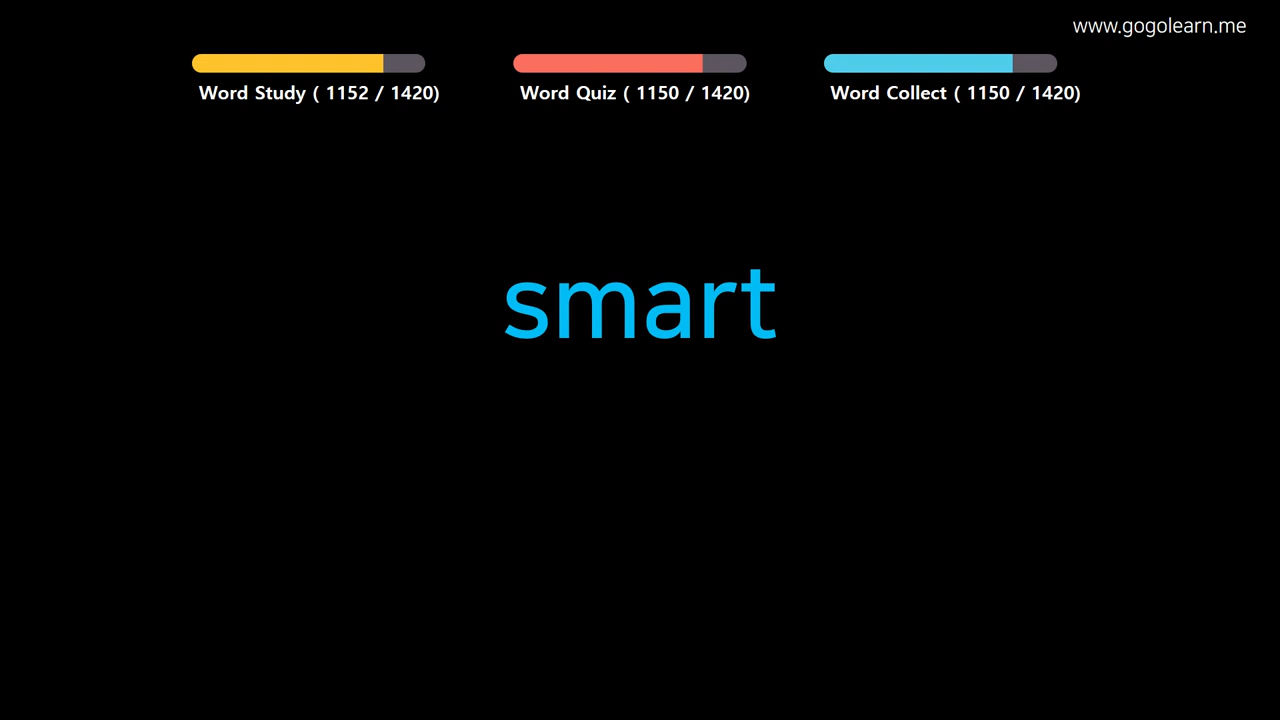 www.gogolearn.me
Word Study ( 1152 / 1420)
Word Quiz ( 1150 / 1420)
Word Collect ( 1150 / 1420)
smart